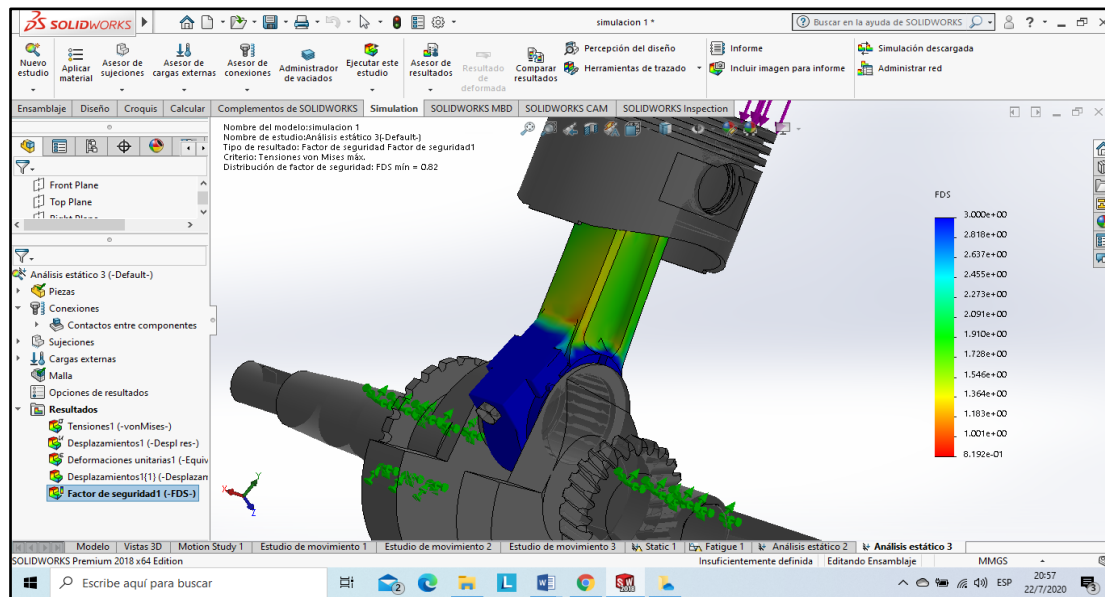 SOLIDWORKS
simulacion 1 *
Buscar en la ayuda de SOLIDWORKS
Nuevo estudio
Aplicar material
Asesor de sujeciones
Asesor de cargas externas
Asesor de conexiones
Administrador de vaciados
Ejecutar este estudio
Asesor de resultados
Resultado de deformada
Comparar resultados
Percepción del diseño
Herramientas de trazado
Informe
Incluir imagen para informe
Simulación descargada
Administrar red
Ensamblaje Diseño Croquis Calcular Complementos de SOLIDWORKS Simulation SOLIDWORKS MBD SOLIDWORKS CAM SOLIDWORKS Inspection
Nombre del modelo:simulacion 1
Nombre de estudio:Análisis estático 3(-Default-)
Tipo de resultado: Factor de seguridad Factor de seguridad1
Criterio: Tensiones von Mises máx.
Distribución de factor de seguridad: FDS mín = 0.82
Front Plane
Top Plane
Right Plane
Análisis estático 3 (-Default-)
Piezas
Conexiones
Contactos entre componentes
Sujeciones
Cargas externas
Malla
Opciones de resultados
Resultados
Tensiones1 (-vonMises-)
Desplazamientos1 (-Despl res-)
Deformaciones unitarias1 (-Equiv
Desplazamientos1{1} (-Desplazan
Factor de seguridad1 (-FDS-)
FDS
3.000e+00
2.818e+00
2.637e+00
2.455e+00
2.273e+00
2.091e+00
1.910e+00
1.728e+00
1.546e+00
1.364e+00
1.183e+00
1.001e+00
8.192e-01
X
Y
Z
Modelo Vistas 3D Motion Study 1 Estudio de movimiento 1 Estudio de movimiento 2 Estudio de movimiento 3 Static 1 Fatigue 1 Análisis estático 2 Análisis estático 3
SOLIDWORKS Premium 2018 x64 Edition
Insuficientemente definida Editando Ensamblaje MMGS
Escribe aquí para buscar
ESP
20:57
22/7/2020